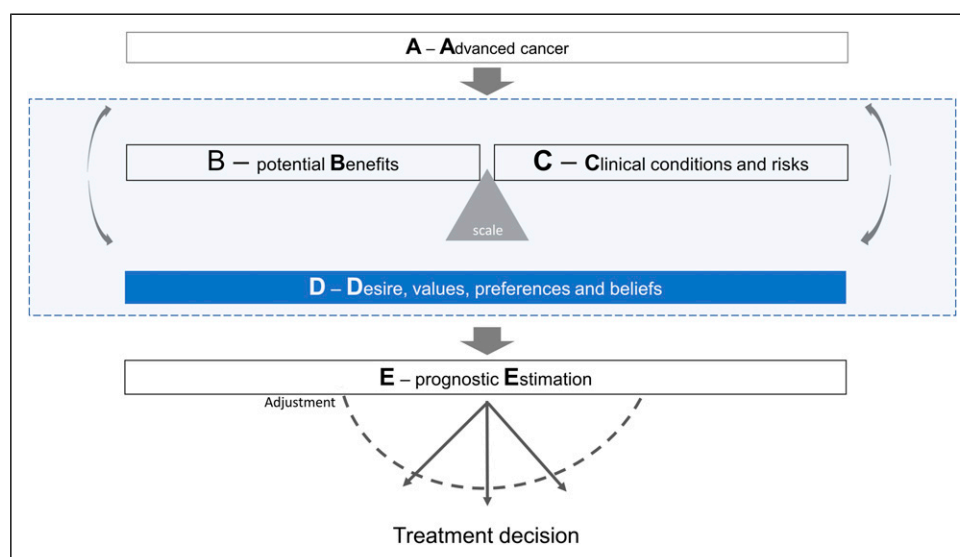 A – Advanced cancer
B – potential Benefits
C – Clinical conditions and risks
scale
D – Desire, values, preferences and beliefs
E – prognostic Estimation
Adjustment
Treatment decision